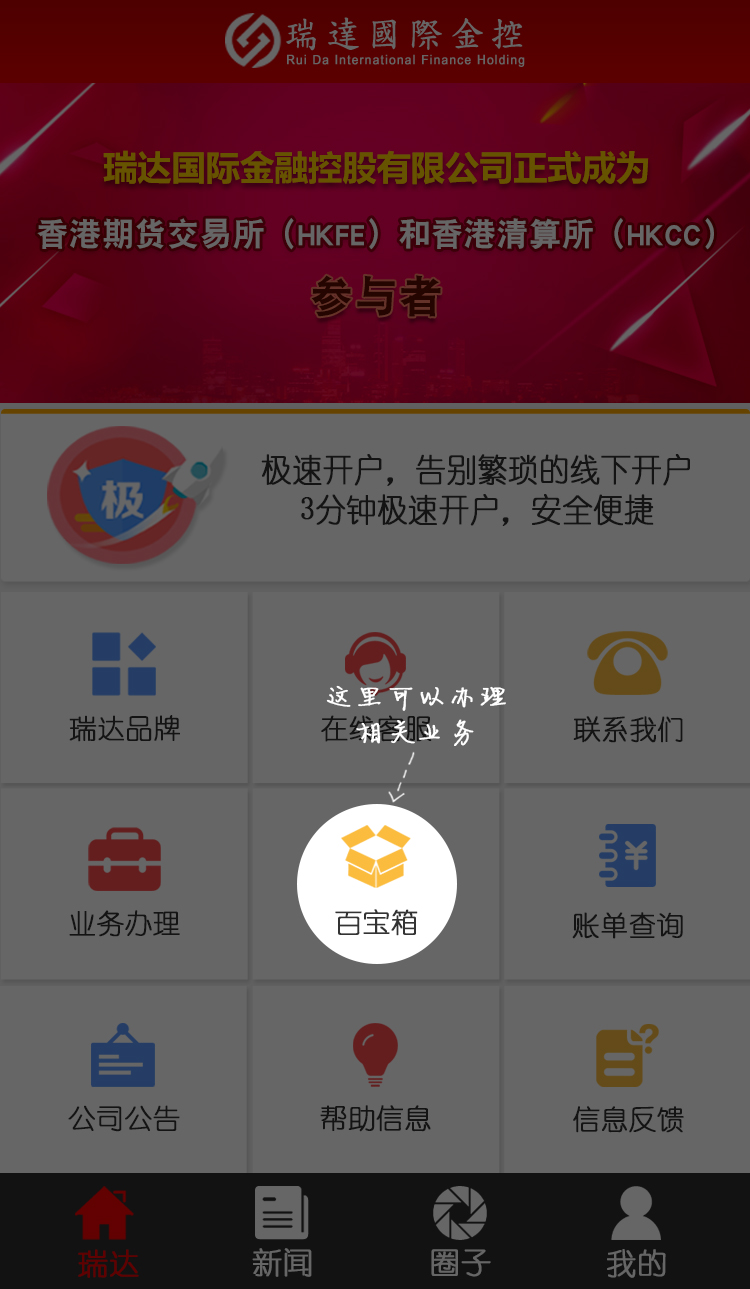 瑞達國際金控
Rui Da International Finance Holding
瑞达国际金融控股有限公司正式成为
香港期货交易所（HKFE）和香港清算所（HKCC）
参与者
极
极速开户，告别繁琐的线下开户
3分钟极速开户，安全便捷
瑞达品牌
在线客服
联系我们
这里可以办理
相关业务
业务办理
百宝箱
账单查询
公司公告
帮助信息
信息反馈
瑞达
新闻
圈子
我的